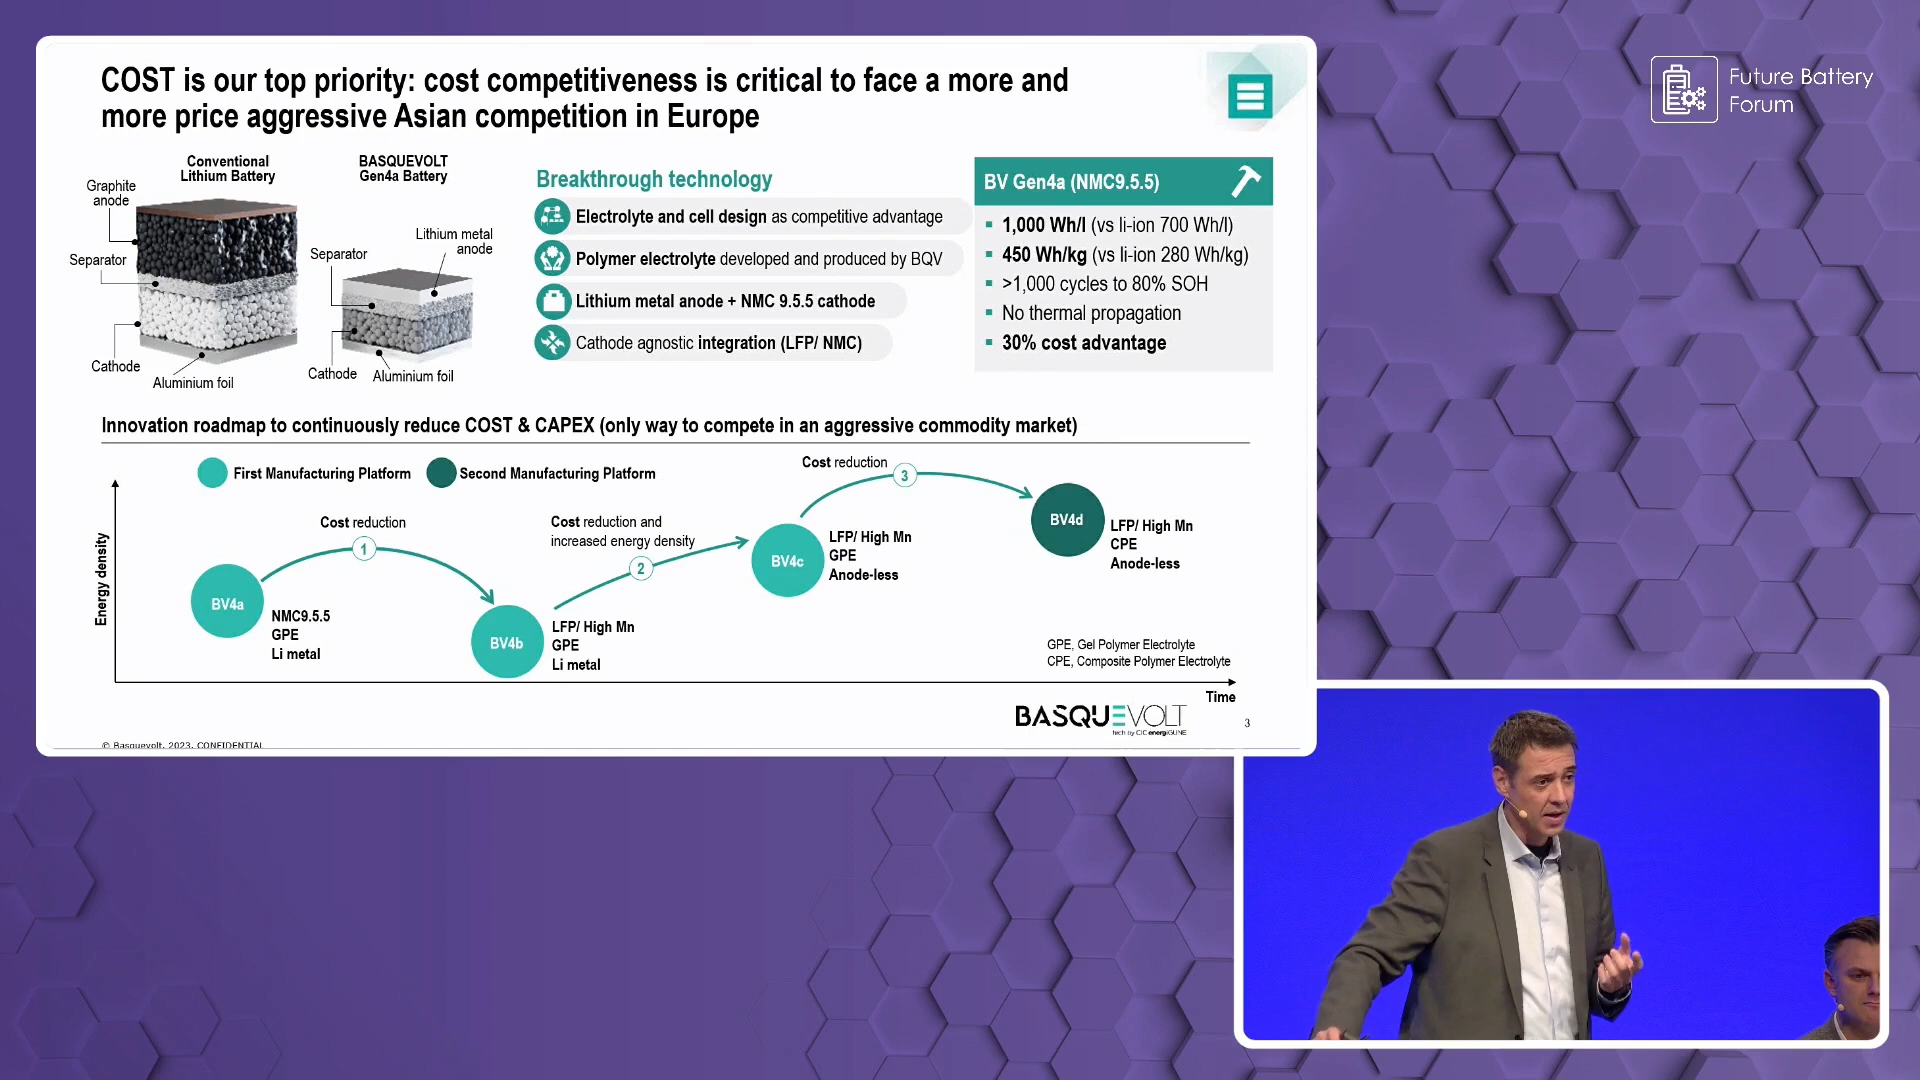 COST is our top priority: cost competitiveness is critical to face a more and
more price aggressive Asian competition in Europe
Future Battery
Forum
Conventional
Lithium Battery
BASQUEVOLT
Gen4a Battery
Graphite
anode
Separator
Cathode
Aluminium foil
Lithium metal
anode
Separator
Cathode
Aluminium foil
Breakthrough technology
Electrolyte and cell design as competitive advantage
Polymer electrolyte developed and produced by BQV
Lithium metal anode + NMC 9.5.5 cathode
Cathode agnostic integration (LFP/ NMC)
BV Gen4a (NMC9.5.5)
1,000 Wh/l (vs li-ion 700 Wh/l)
450 Wh/kg (vs li-ion 280 Wh/kg)
>1,000 cycles to 80% SOH
No thermal propagation
30% cost advantage
Innovation roadmap to continuously reduce COST & CAPEX (only way to compete in an aggressive commodity market)
First Manufacturing Platform
Second Manufacturing Platform
Energy density
Cost reduction
1
BV4a
NMC9.5.5
GPE
Li metal
Cost reduction and
increased energy density
2
BV4b
LFP/ High Mn
GPE
Li metal
Cost reduction
3
BV4c
LFP/ High Mn
GPE
Anode-less
BV4d
LFP/ High Mn
CPE
Anode-less
GPE, Gel Polymer Electrolyte
CPE, Composite Polymer Electrolyte
Time
BASQUEVOLT
tech by CIC energiGUNE
3
© Basquevolt, 2023, CONFIDENTIAL